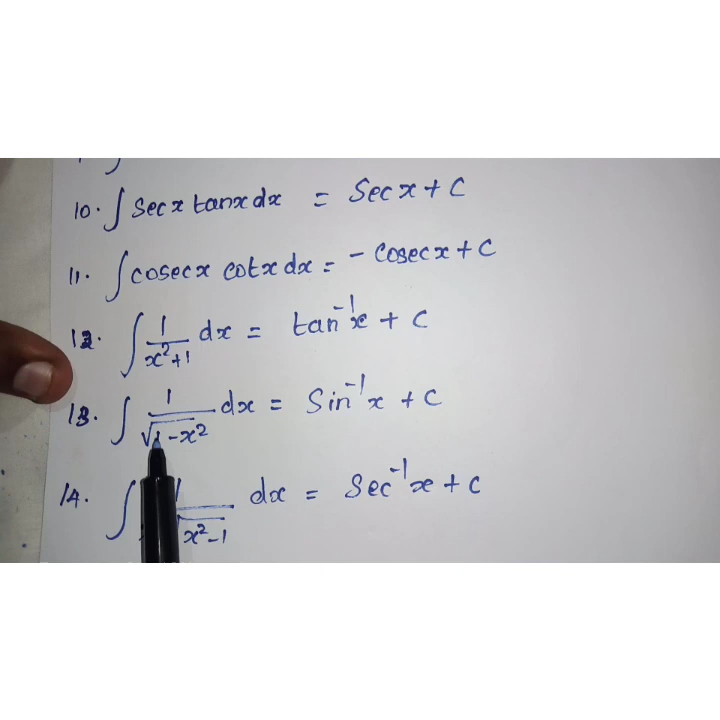 10. ∫ Sec x tan x dx = Sec x + C
11. ∫ cosec x cot x dx = - Cosec x + C
12. ∫ 1/(x²+1) dx = tan⁻¹x + C
13. ∫ 1/√(1-x²) dx = Sin⁻¹x + C
14. ∫ 1/√(x²-1) dx = Sec⁻¹x + C